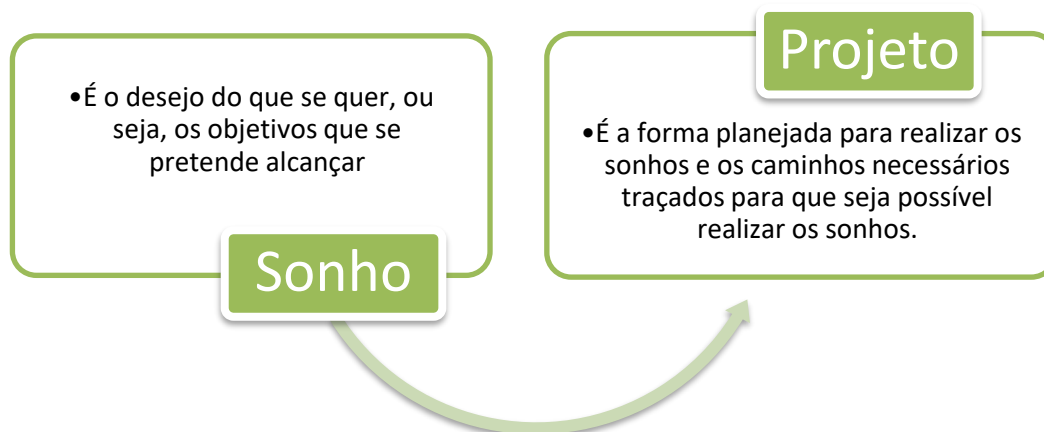 •É o desejo do que se quer, ou
seja, os objetivos que se
pretende alcançar
Sonho
Projeto
•É a forma planejada para realizar os
sonhos e os caminhos necessários
traçados para que seja possível
realizar os sonhos.